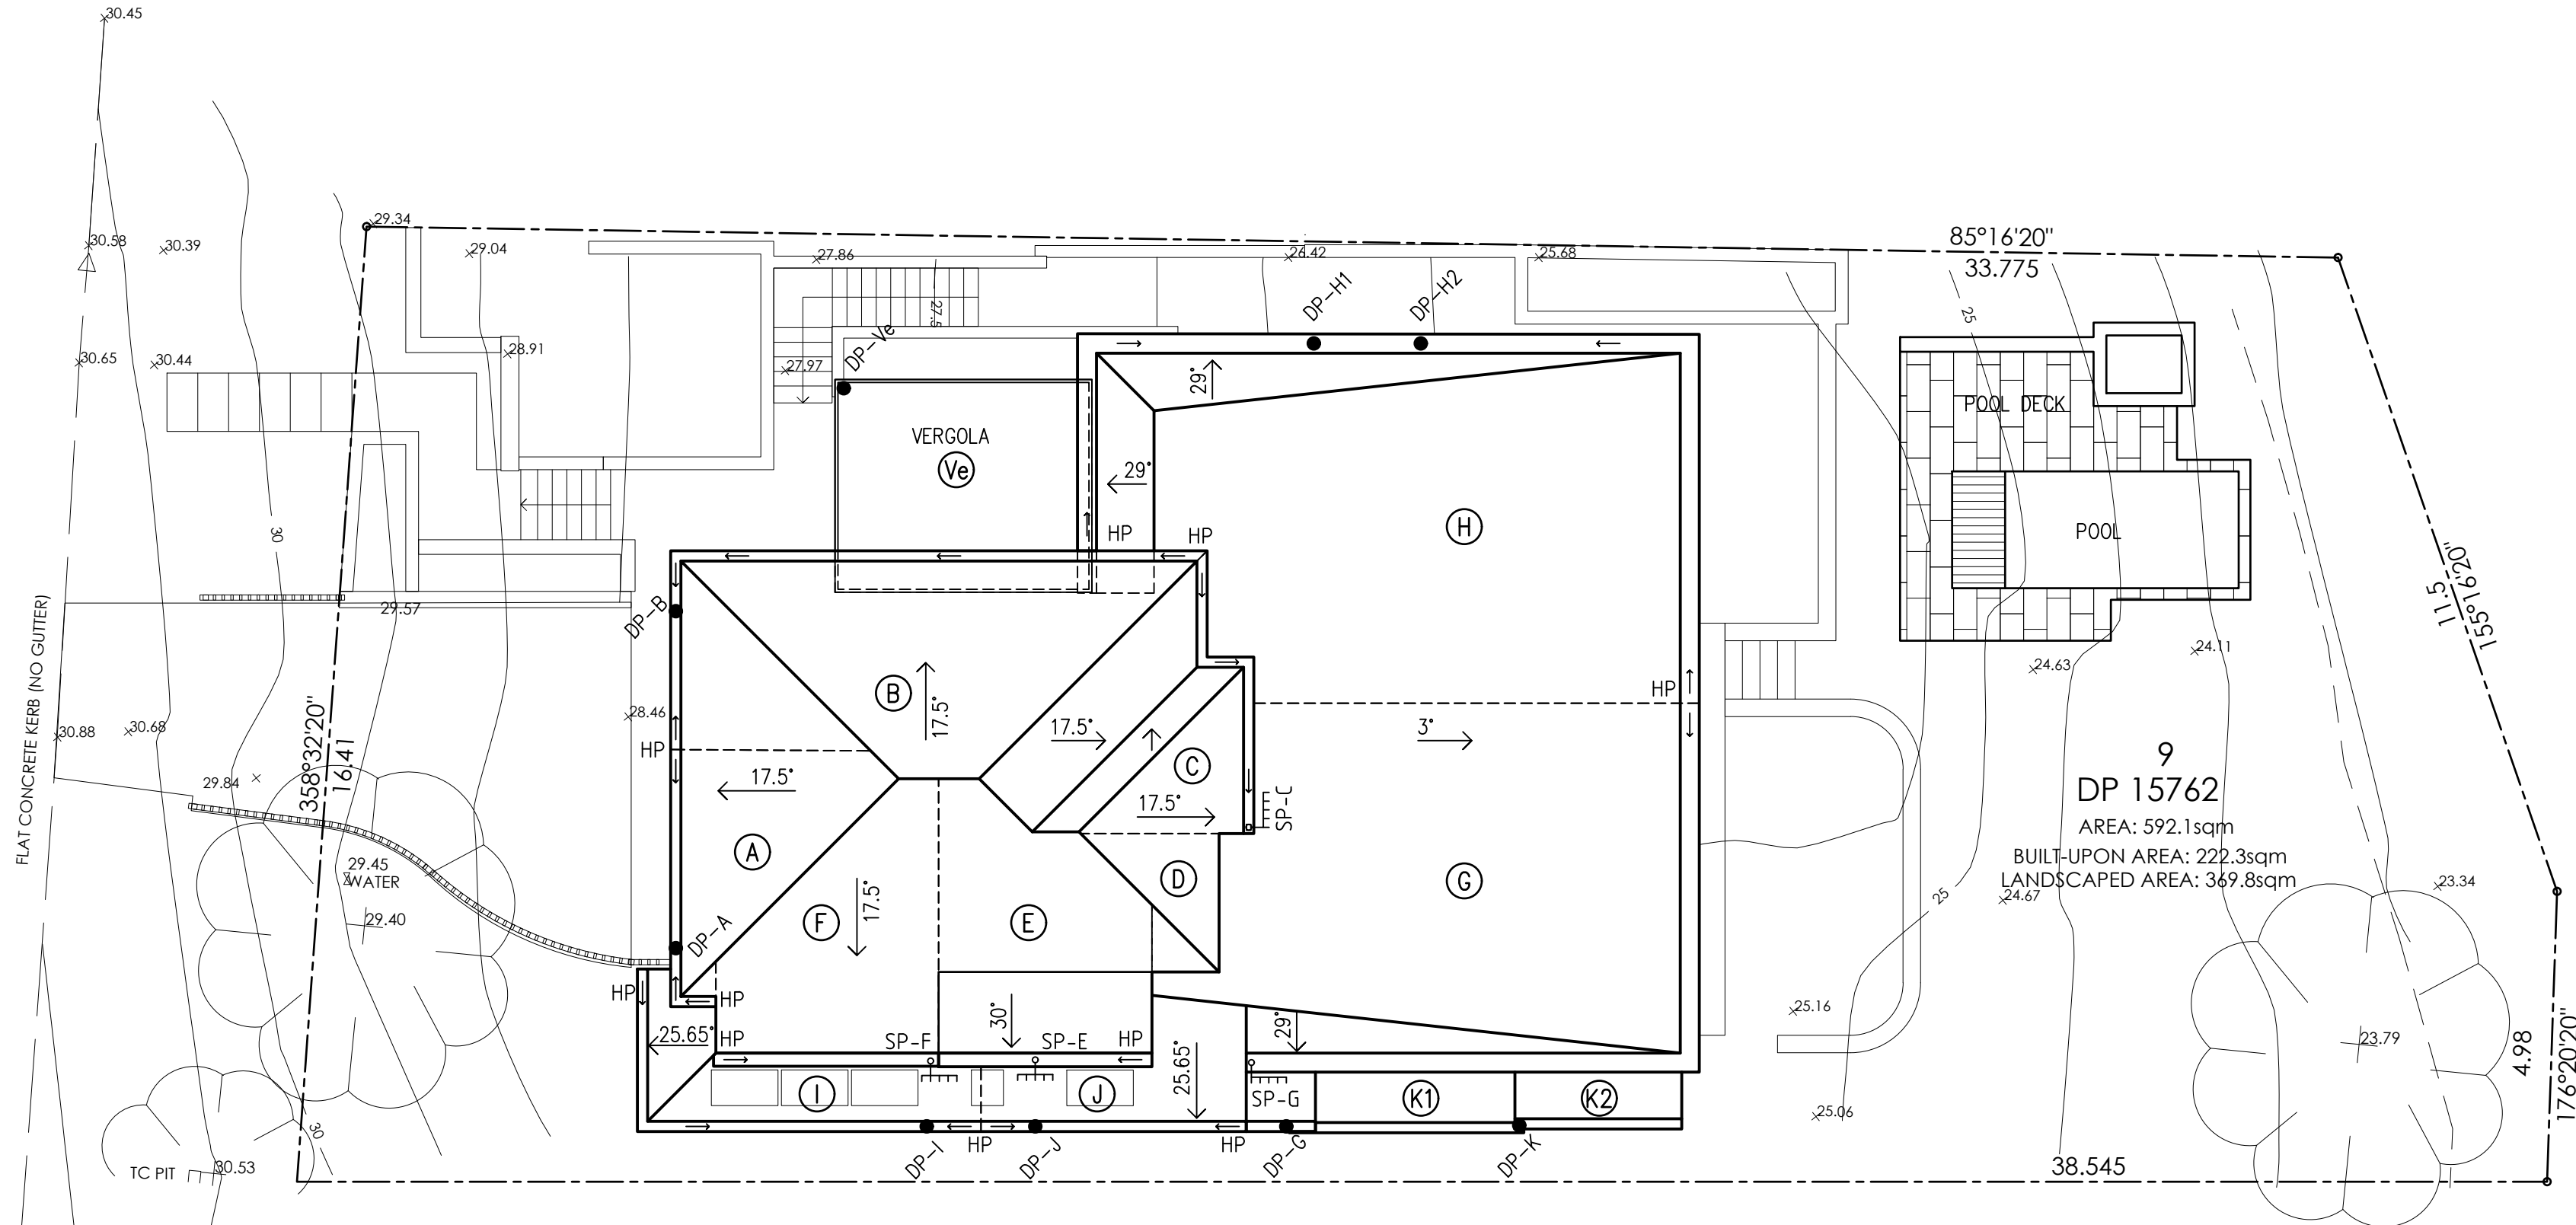 30.45
29.34
30.58
30.39
29.04
27.86
26.42
25.68
85°16'20"
33.775
DP-H1
DP-H2
25
27.5
30.65
30.44
28.91
27.97
DP-Ve
29°
POOL DECK
VERGOLA
Ve
29°
30
HP
HP
H
POOL
11.5
155°16'20"
FLAT CONCRETE KERB (NO GUTTER)
29.57
DP-B
24.63
24.11
358°32'20"
16.41
28.46
B
17.5°
HP
30.88
30.68
HP
17.5°
3°
9
DP 15762
AREA: 592.1sqm
BUILT-UPON AREA: 222.3sqm
LANDSCAPED AREA: 369.8sqm
29.84
17.5°
C
17.5°
SP-C
A
29.45
WATER
D
G
23.34
24.67
25
29.40
DP-A
F
17.5°
E
HP
HP
25.16
25.65°
HP
SP-F
30°
SP-E
HP
29°
23.79
4.98
176°20'20"
I
J
25.65°
SP-G
K1
K2
25.06
30
HP
HP
DP-I
DP-J
DP-G
DP-K
TC PIT
30.53
38.545